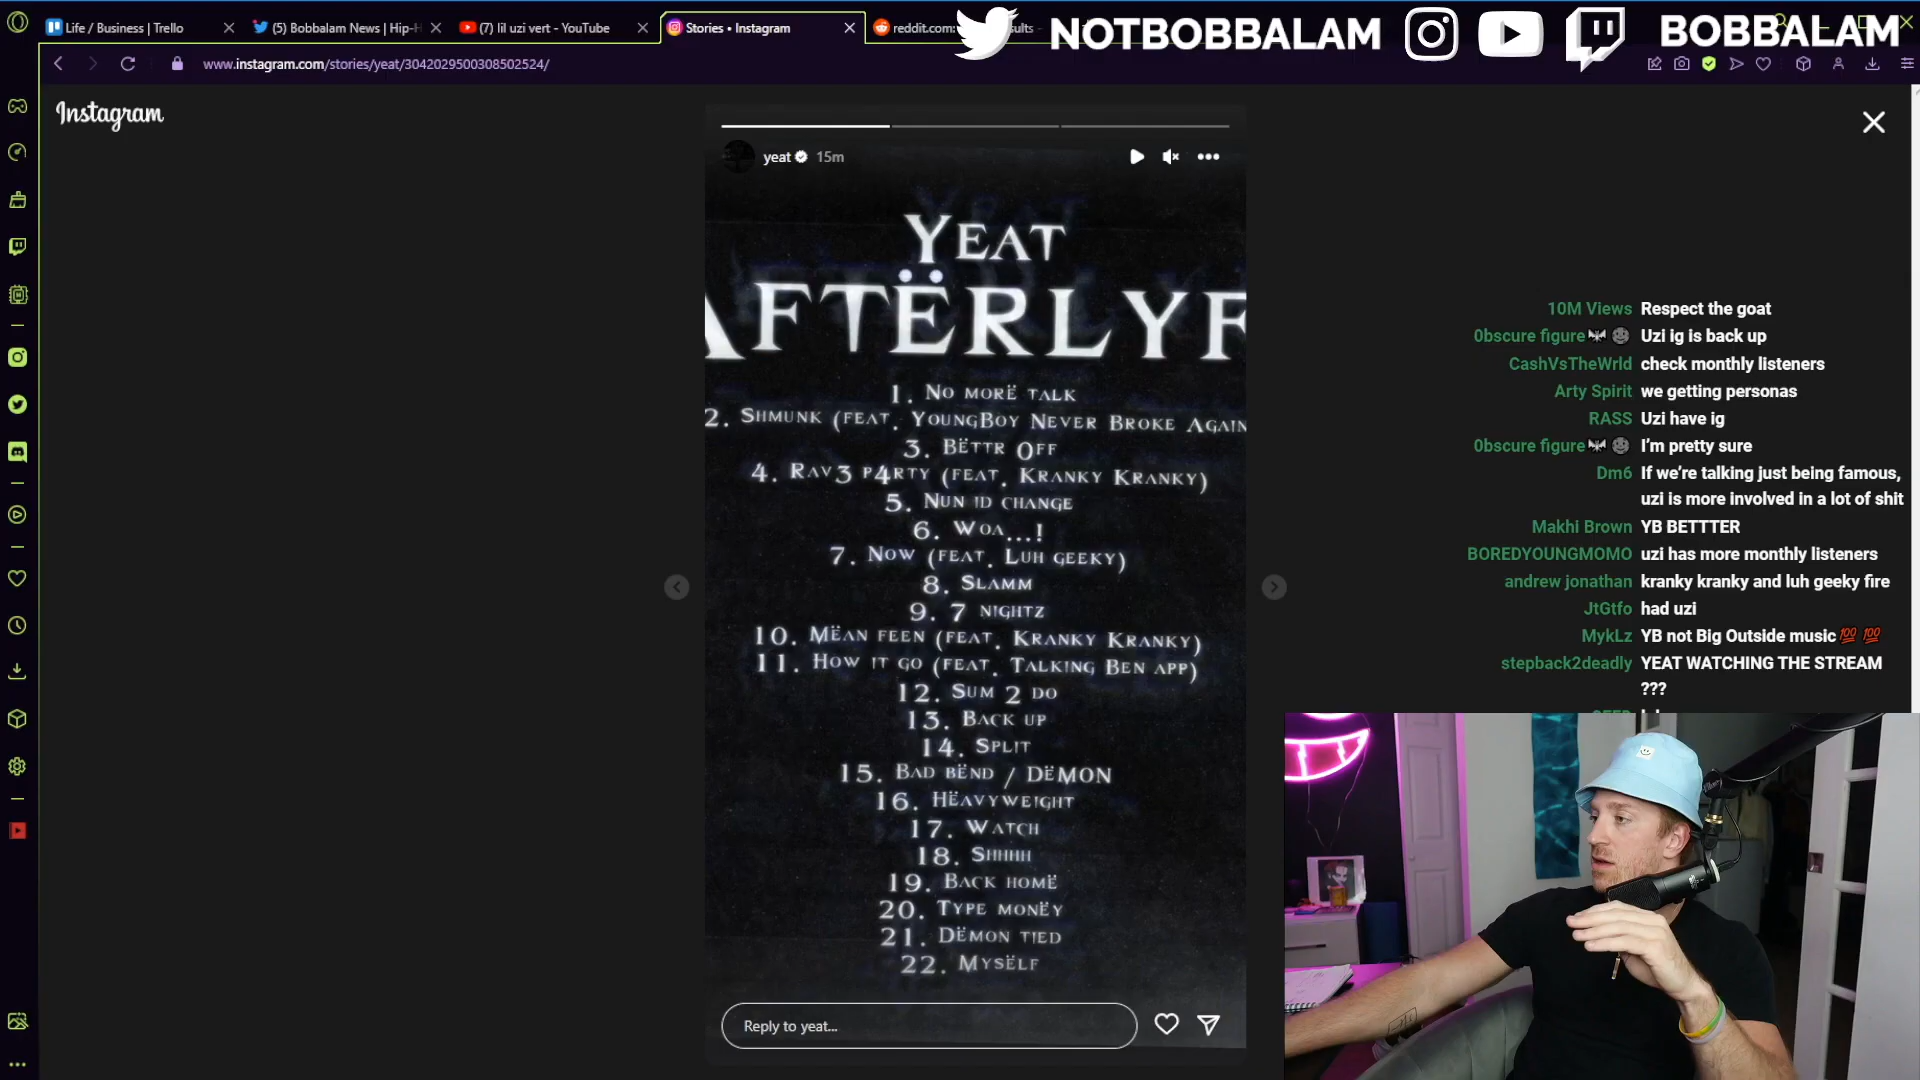 Life / Business | Trello
(5) Bobbalam News | Hip-H
(7) lil uzi vert - YouTube
Stories • Instagram
reddit.com:
NOTBOBBALAM
BOBBALAM
www.instagram.com/stories/yeat/3042029500308502524/
Instagram
yeat 15m
YEAT
AFTËRLYF
1. NO MORË TALK
2. SHMUNK (FEAT. YOUNGBOY NEVER BROKE AGAIN
3. BËTTR 0FF
4. RAV3 P4RTY (FEAT. KRANKY KRANKY)
5. NUN ID CHANGE
6. WOA...!
7. NOW (FEAT. LUH GEEKY)
8. SLAMM
9. 7 NIGHTZ
10. MËAN FEEN (FEAT. KRANKY KRANKY)
11. HOW IT GO (FEAT. TALKING BEN APP)
12. SUM 2 DO
13. BACK UP
14. SPLIT
15. BAD BËND / DËMON
16. HËAVYWEIGHT
17. WATCH
18. SHHHH
19. BACK HOMË
20. TYPE MONËY
21. DËMON TIED
22. MYSËLF
Reply to yeat...
10M Views Respect the goat
0bscure figure Uzi ig is back up
CashVsTheWrld check monthly listeners
Arty Spirit we getting personas
RASS Uzi have ig
0bscure figure I'm pretty sure
Dm6 If we're talking just being famous,
uzi is more involved in a lot of shit
Makhi Brown YB BETTTER
BOREDYOUNGMOMO uzi has more monthly listeners
andrew jonathan kranky kranky and luh geeky fire
JtGtfo had uzi
MykLz YB not Big Outside music💯 💯
stepback2deadly YEAT WATCHING THE STREAM
???